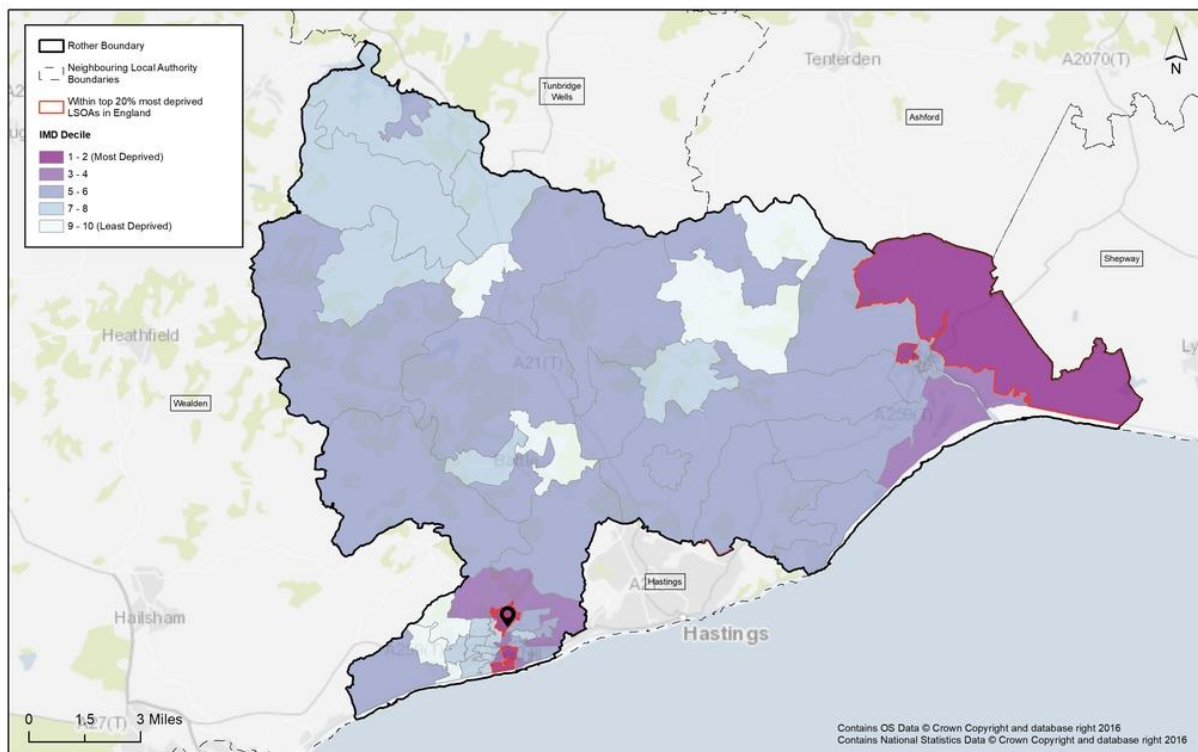 Rother Boundary
Neighbouring Local Authority
Boundaries
Within top 20% most deprived
LSOAs in England
IMD Decile
1 - 2 (Most Deprived)
3 - 4
5 - 6
7 - 8
9 - 10 (Least Deprived)
Tunbridge
Wells
Tenterden
A2070(T)
N
Ashford
Shepway
Heathfield
A21(T)
Wealden
A259(T)
Hailsham
Hastings
Hastings
A27(T)
0 1.5 3 Miles
Contains OS Data © Crown Copyright and database right 2016
Contains National Statistics Data © Crown Copyright and database right 2016